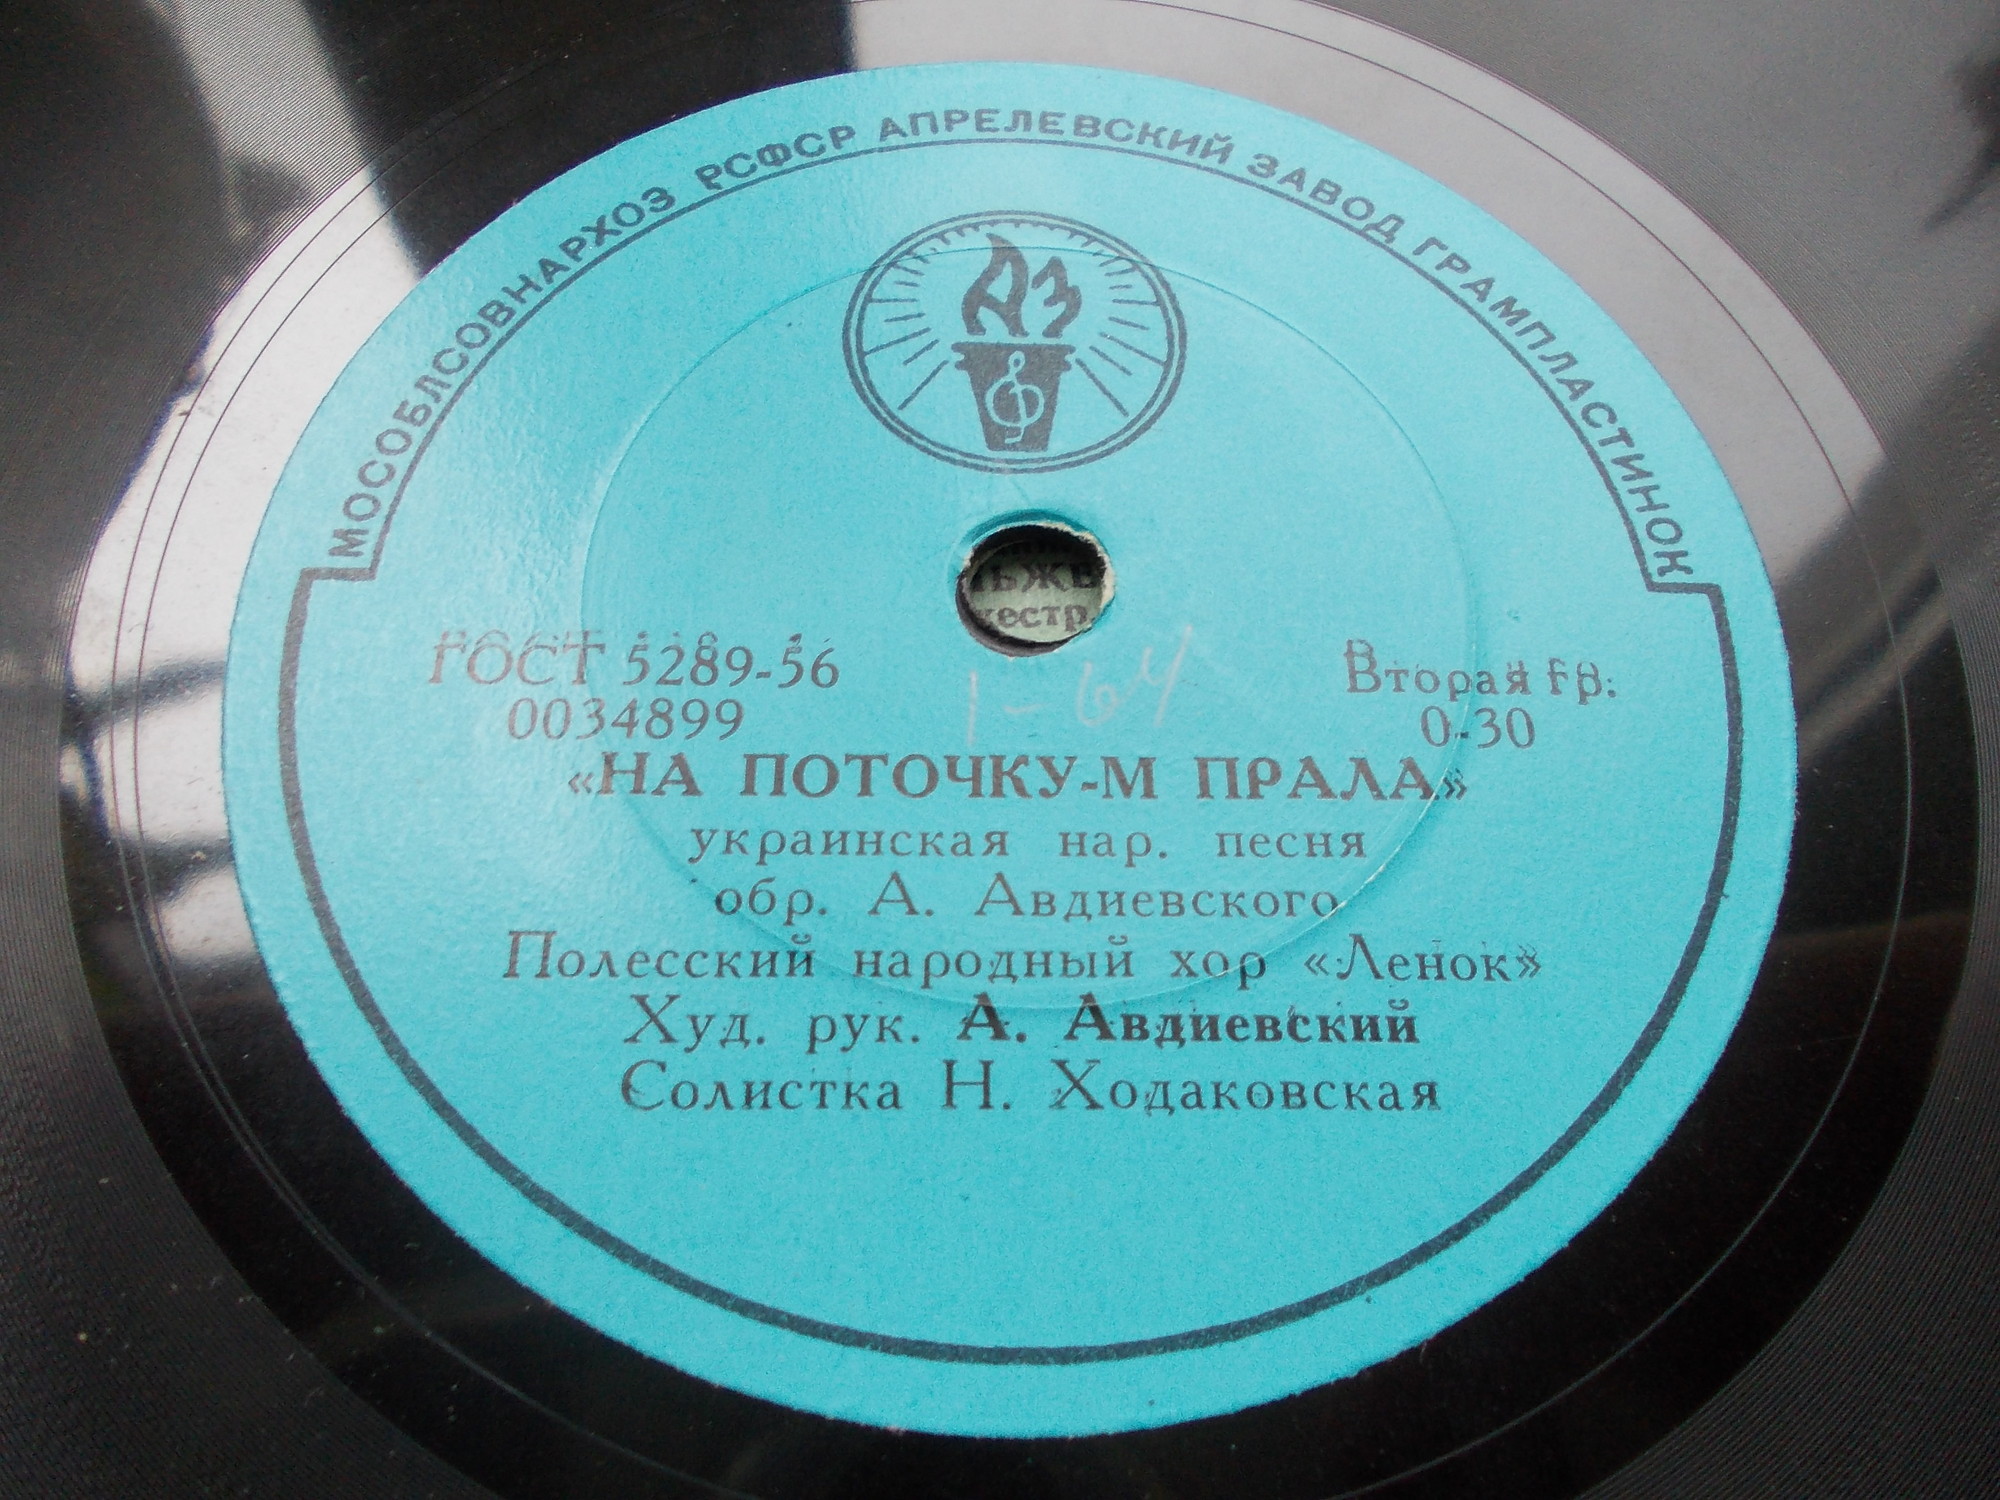 МОСОБЛСОВНАРХОЗ РСФСР АПРЕЛЕВСКИЙ ЗАВОД ГРАМПЛАСТИНОК
АЗ
ГОСТ 5289-56
0034899
1-64
Вторая гр.
0-30
«НА ПОТОЧКУ-М ПРАЛА»
украинская нар. песня
обр. А. Авдиевского
Полесский народный хор «Ленок»
Худ. рук. А. Авдиевский
Солистка Н. Ходаковская